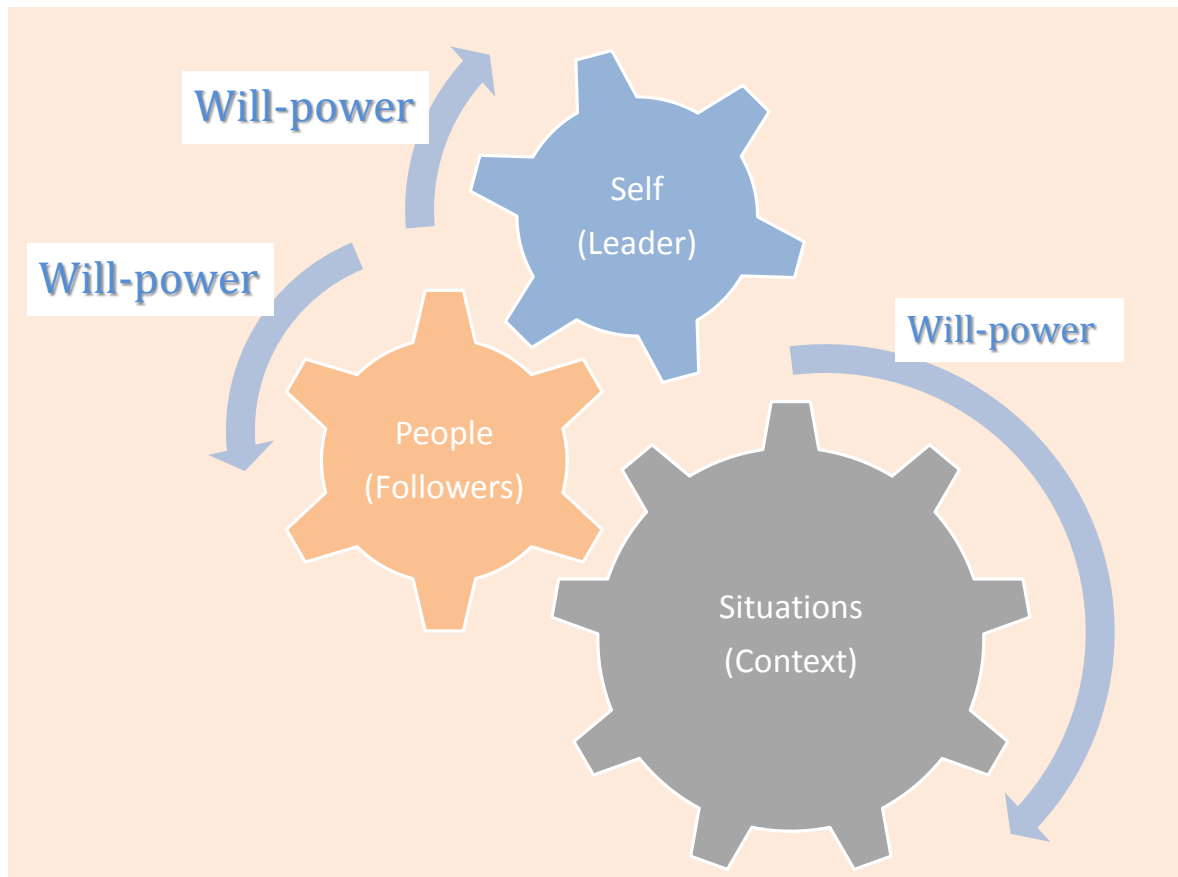 Will-power
Self
(Leader)
Will-power
Will-power
People
(Followers)
Situations
(Context)